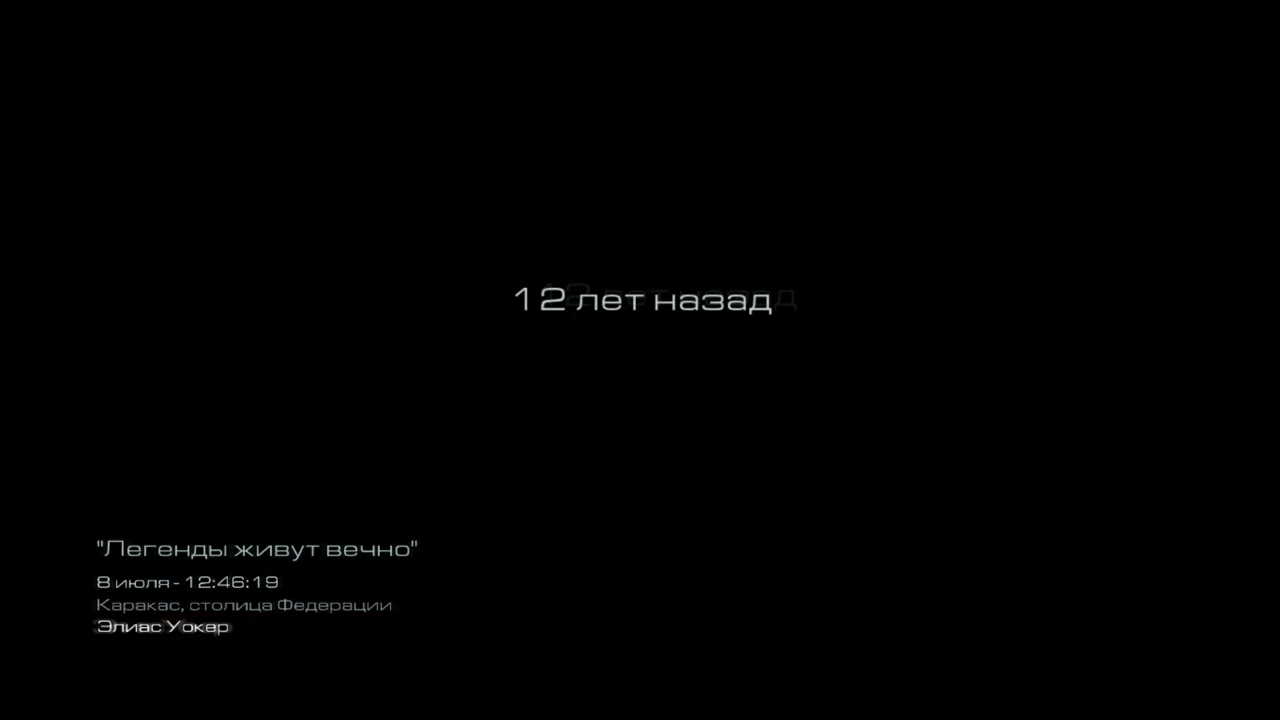 12 лет назад
"Легенды живут вечно"
8 июля - 12:46:19
Каракас, столица Федерации
Элиас Уокер